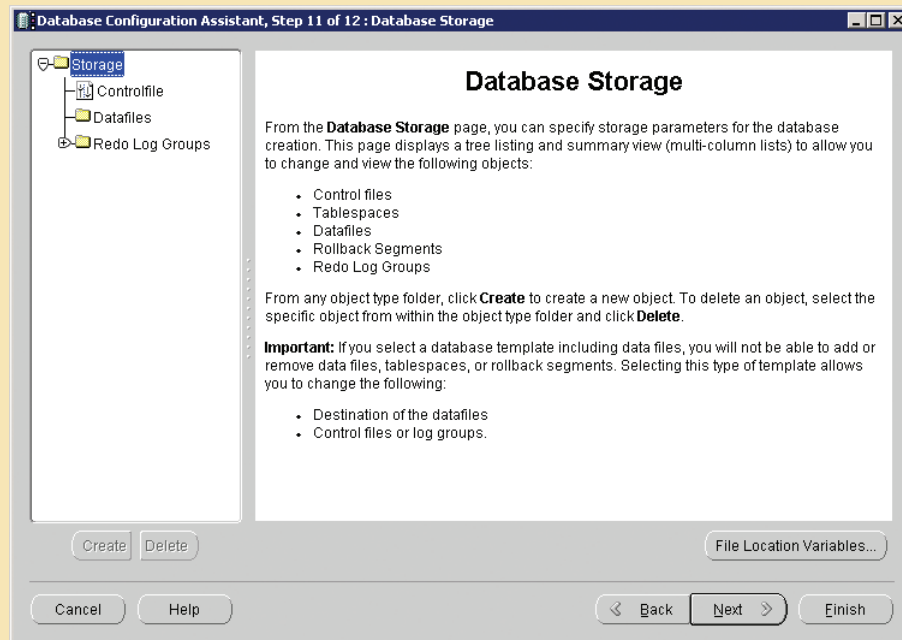 Database Configuration Assistant, Step 11 of 12 : Database Storage
Storage
Controlfile
Datafiles
Redo Log Groups
Database Storage
From the Database Storage page, you can specify storage parameters for the database
creation. This page displays a tree listing and summary view (multi-column lists) to allow you
to change and view the following objects:
• Control files
• Tablespaces
• Datafiles
• Rollback Segments
• Redo Log Groups
From any object type folder, click Create to create a new object. To delete an object, select the
specific object from within the object type folder and click Delete.
Important: If you select a database template including data files, you will not be able to add or
remove data files, tablespaces, or rollback segments. Selecting this type of template allows
you to change the following:
• Destination of the datafiles
• Control files or log groups.
Create Delete
File Location Variables...
Cancel Help Back Next Finish